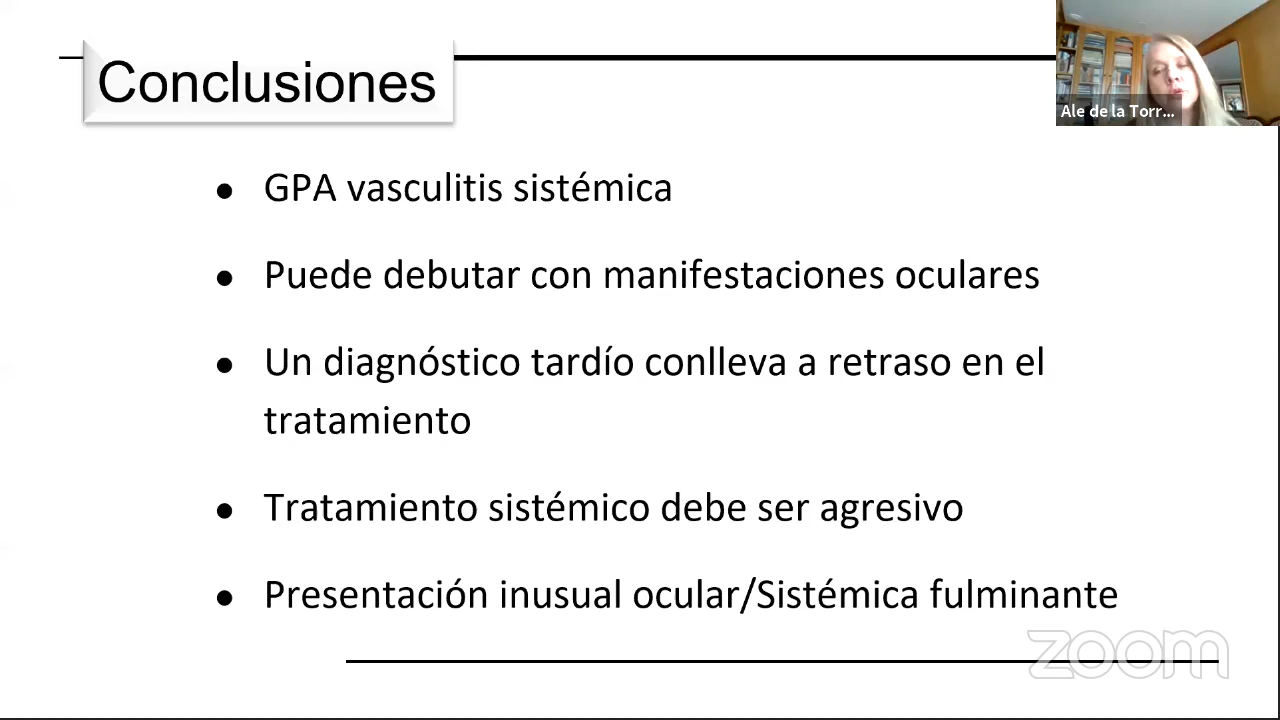 Conclusiones
Ale de la Torr...
● GPA vasculitis sistémica
● Puede debutar con manifestaciones oculares
● Un diagnóstico tardío conlleva a retraso en el
tratamiento
● Tratamiento sistémico debe ser agresivo
● Presentación inusual ocular/Sistémica fulminante
zoom